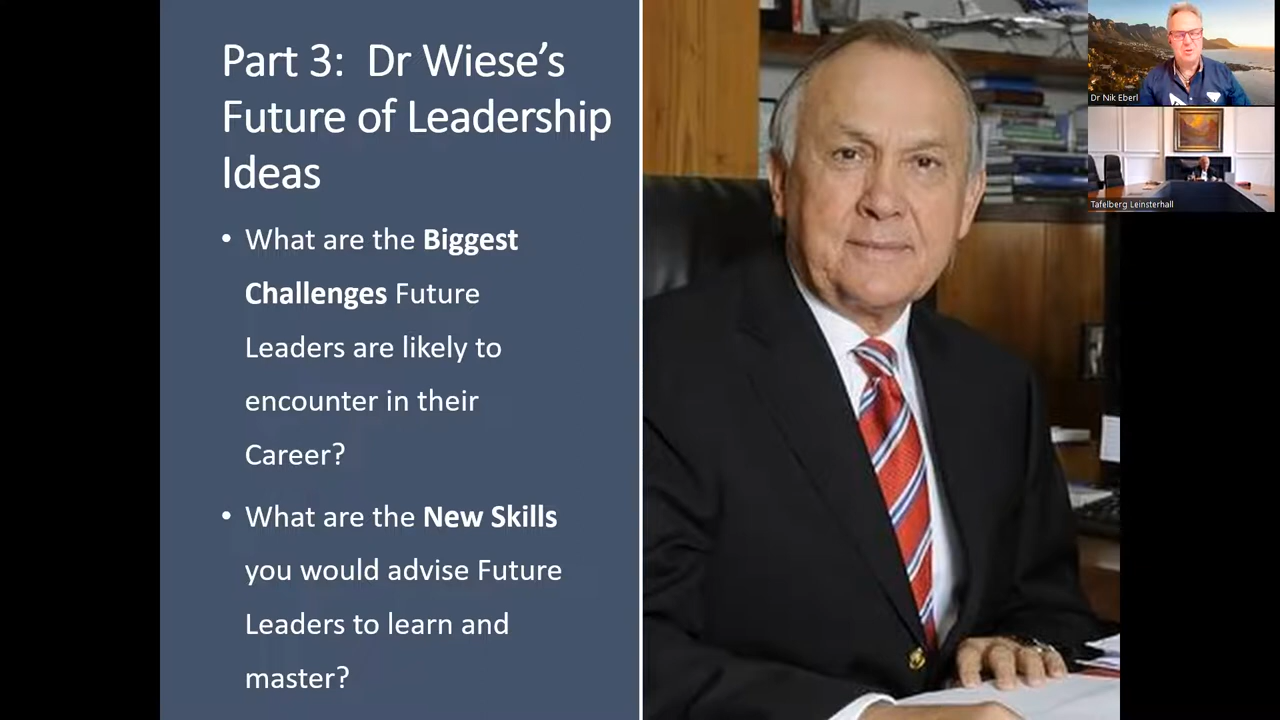 Part 3: Dr Wiese's
Future of Leadership
Ideas
• What are the Biggest
Challenges Future
Leaders are likely to
encounter in their
Career?
• What are the New Skills
you would advise Future
Leaders to learn and
master?
Dr Nik Eberl
Tafelberg Leinsterhall